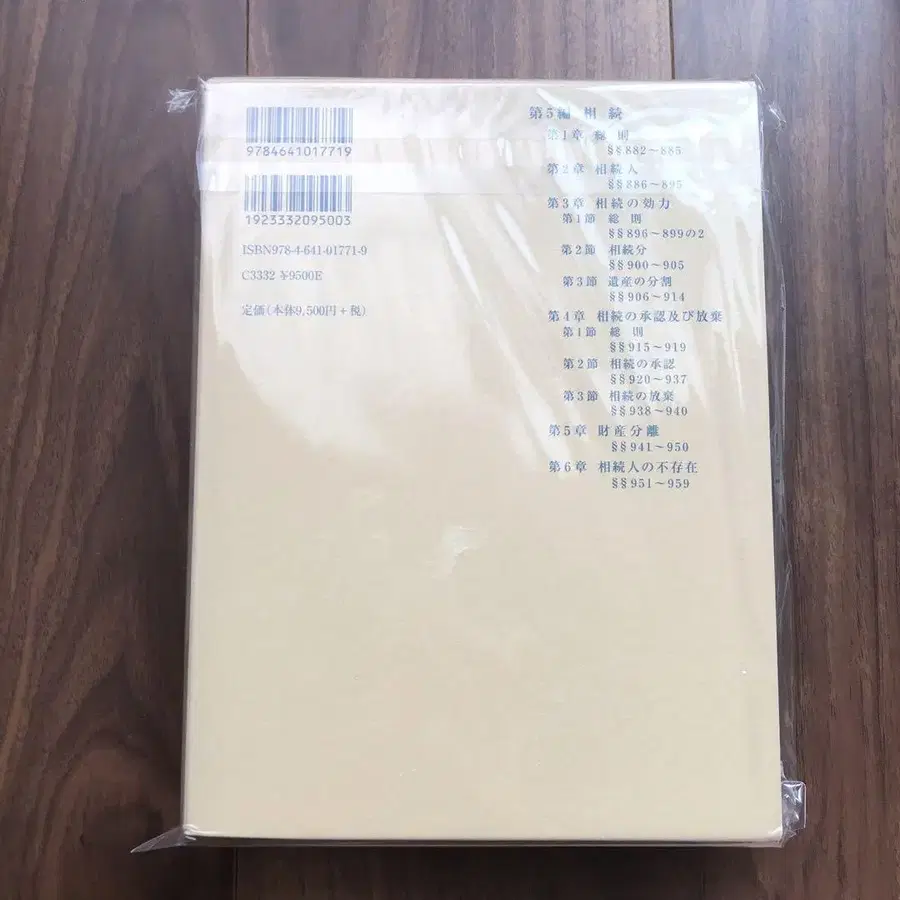 9784641017719
1923332095003
ISBN978-4-641-01771-9
C3332 ¥9500E
定価(本体9,500円+税)
第5編 相 続
第1章 総 則
§§882~885
第2章 相続人
§§886~895
第3章 相続の効力
第1節 総 則
§§896~899の2
第2節 相続分
§§900~905
第3節 遺産の分割
§§906~914
第4章 相続の承認及び放棄
第1節 総 則
§§915~919
第2節 相続の承認
§§920~937
第3節 相続の放棄
§§938~940
第5章 財産分離
§§941~950
第6章 相続人の不存在
§§951~959